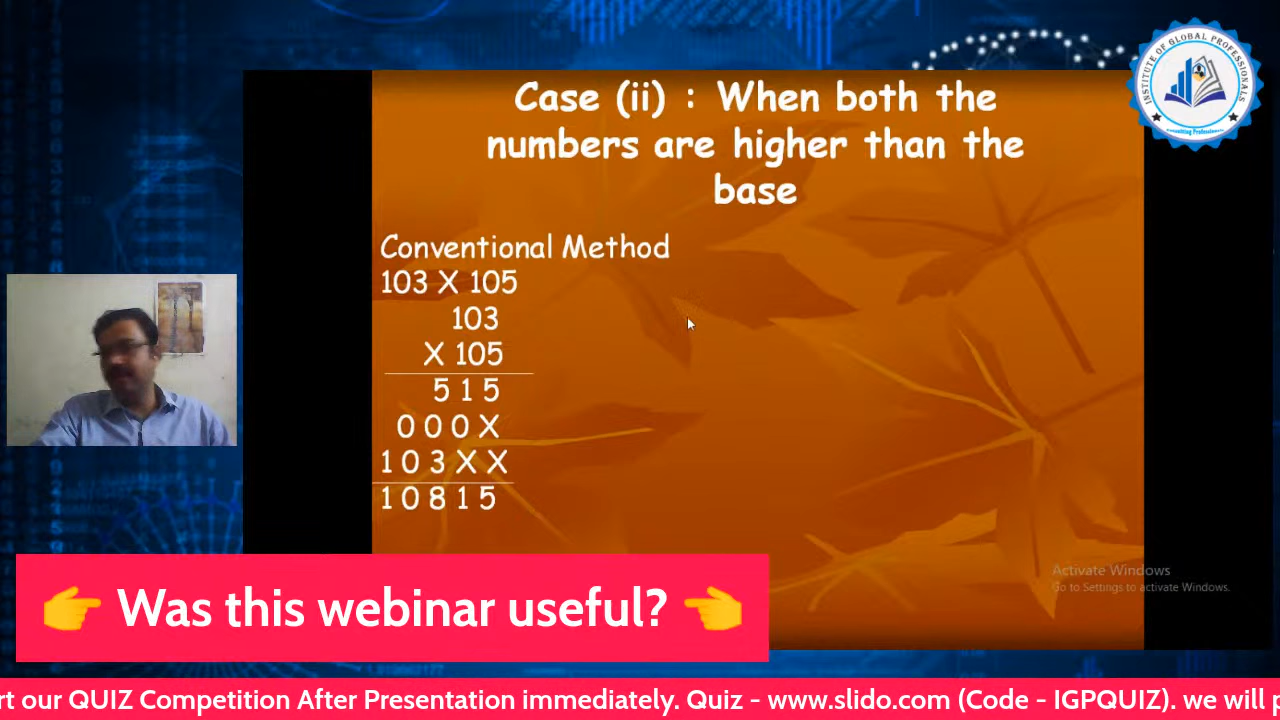 INSTITUTE OF GLOBAL PROFESSIONALS
Case (ii) : When both the
numbers are higher than the
base
Conventional Method
103 X 105
103
X 105
5 1 5
0 0 0 X
1 0 3 X X
1 0 8 1 5
Activate Windows
Go to Settings to activate Windows.
👉 Was this webinar useful? 👈
rt our QUIZ Competition After Presentation immediately. Quiz - www.slido.com (Code - IGPQUIZ). we will p